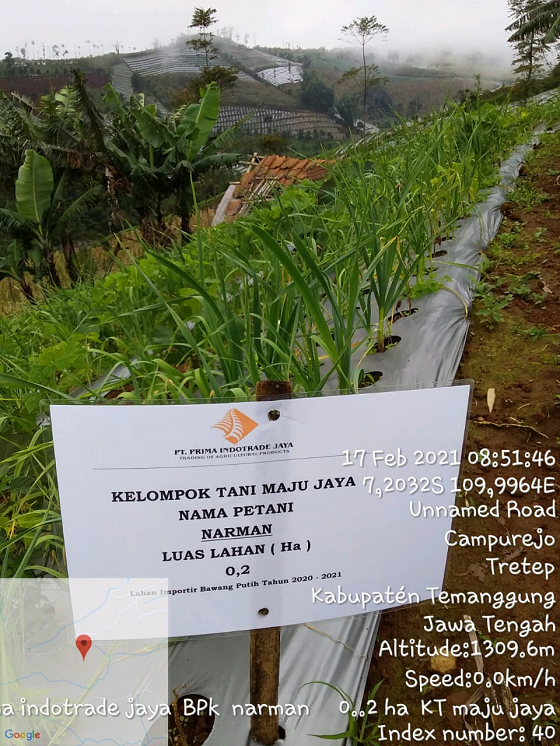 PT. PRIMA INDOTRADE JAYA
TRADING OF AGRICULTURAL PRODUCTS
KELOMPOK TANI MAJU JAYA
NAMA PETANI
NARMAN
LUAS LAHAN ( Ha )
0,2
Lahan Importir Bawang Putih Tahun 2020 - 2021
17 Feb 2021 08:51:46
7,2032S 109,9964E
Unnamed Road
Campurejo
Tretep
Kabupatén Temanggung
Jawa Tengah
Altitude:1309.6m
Speed:0.0km/h
indotrade jaya BPk narman 0..2 ha KT maju jaya
Index number: 40
Google